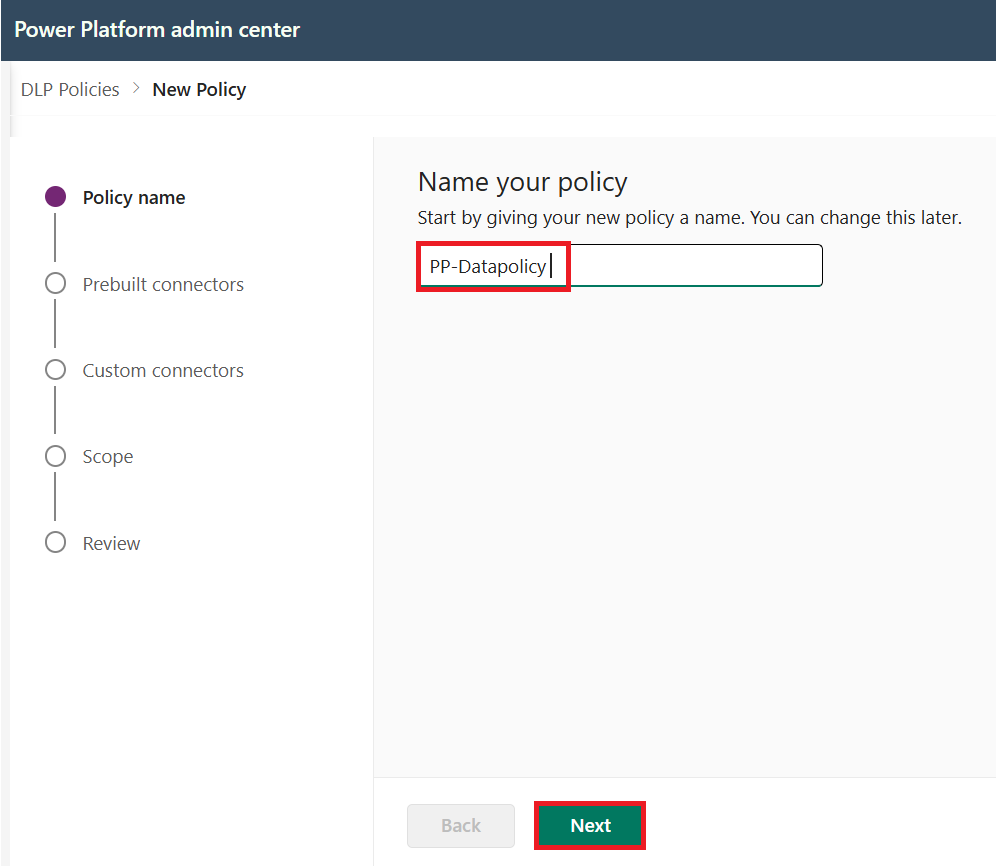 Power Platform admin center
DLP Policies > New Policy
Policy name
Prebuilt connectors
Custom connectors
Scope
Review
Name your policy
Start by giving your new policy a name. You can change this later.
PP-Datapolicy
Back
Next